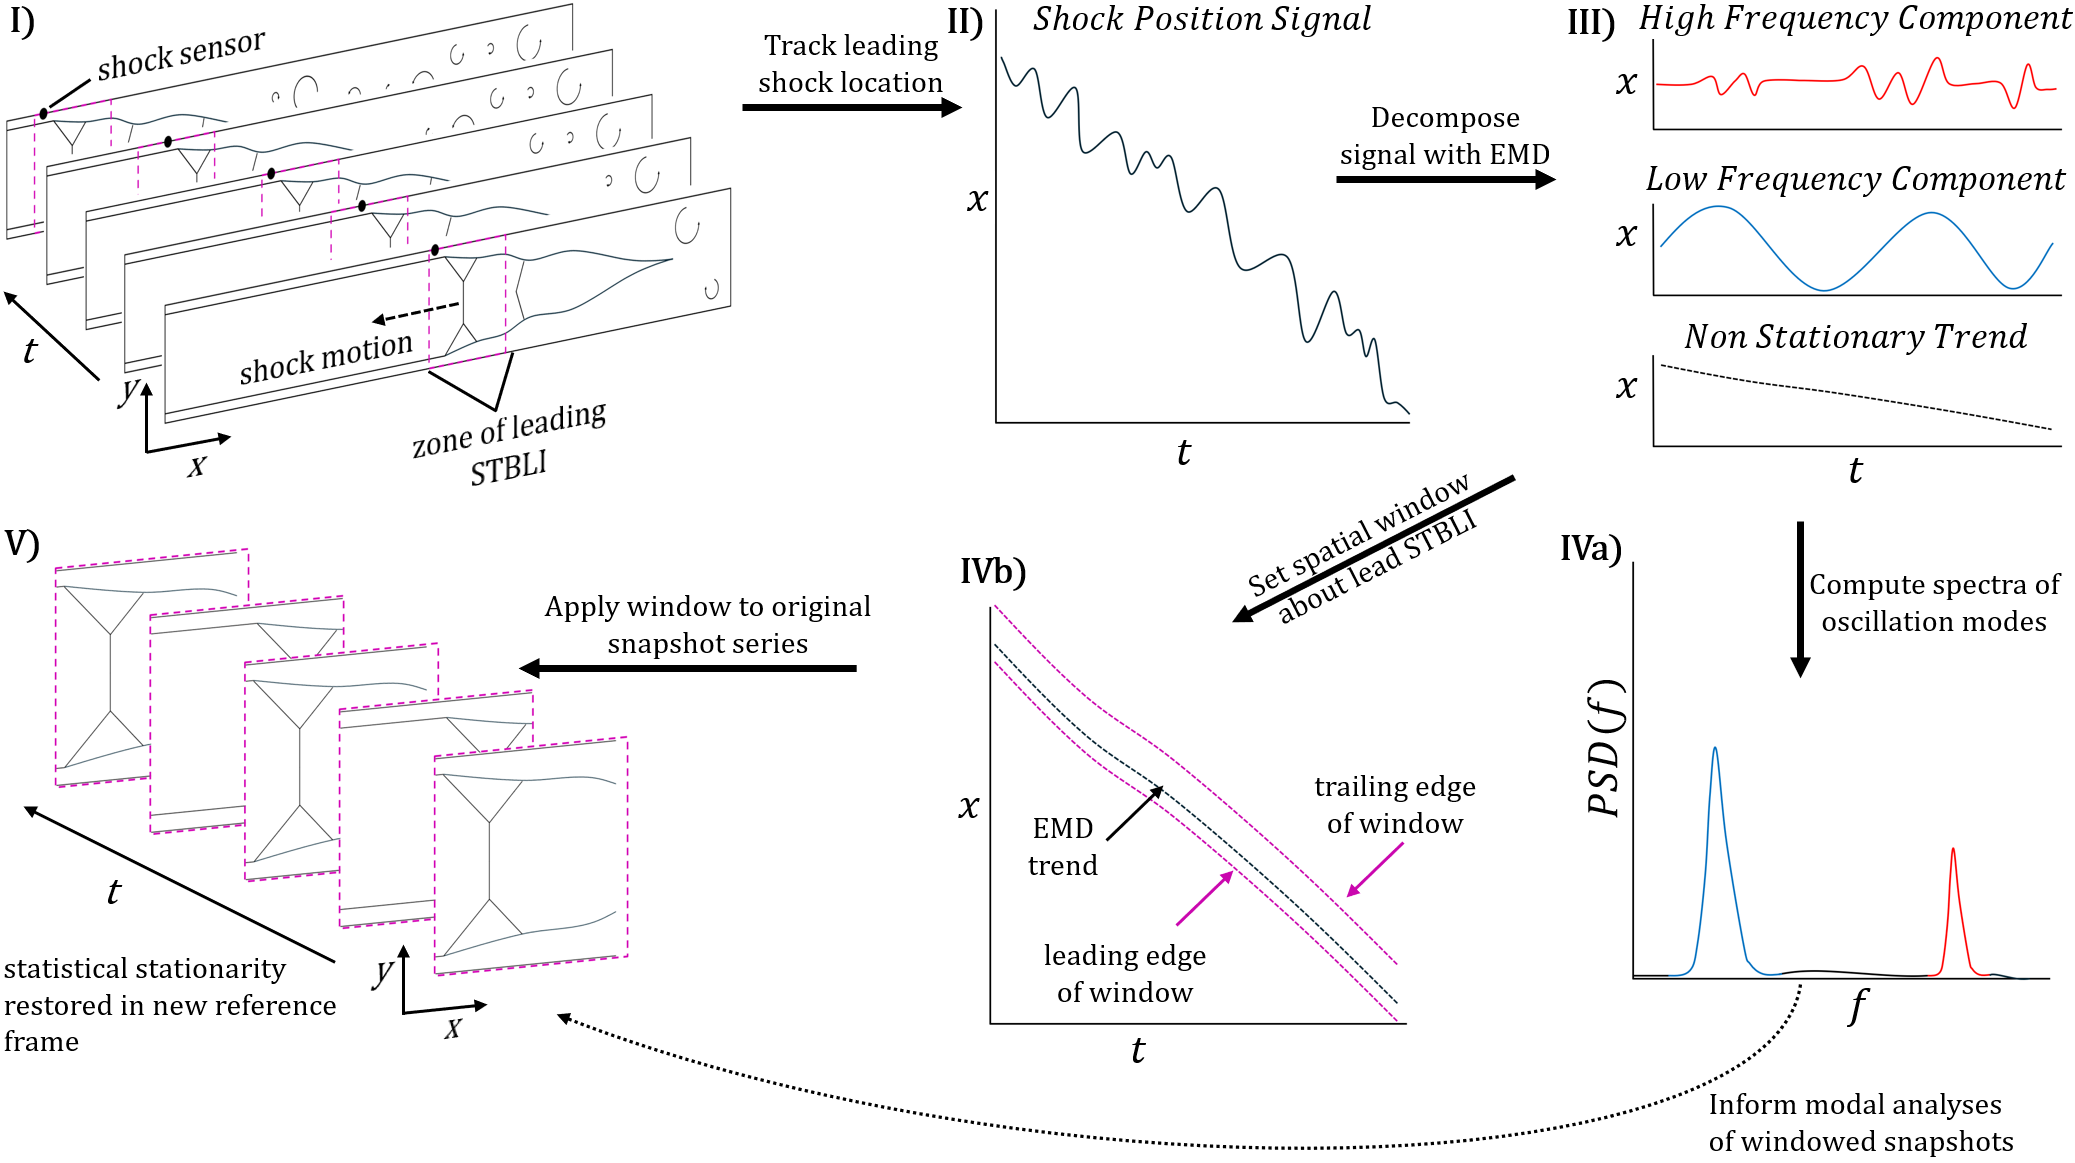 I)
shock sensor
t
y
x
shock motion
zone of leading
STBLI
Track leading
shock location
II)
Shock Position Signal
x
t
Decompose
signal with EMD
III)
High Frequency Component
x
Low Frequency Component
x
Non Stationary Trend
x
t
Set spatial window
about lead STBLI
IVa)
Compute spectra of
oscillation modes
PSD(f)
f
IVb)
x
EMD
trend
trailing edge
of window
leading edge
of window
t
Apply window to original
snapshot series
V)
t
y
x
statistical stationarity
restored in new reference
frame
Inform modal analyses
of windowed snapshots